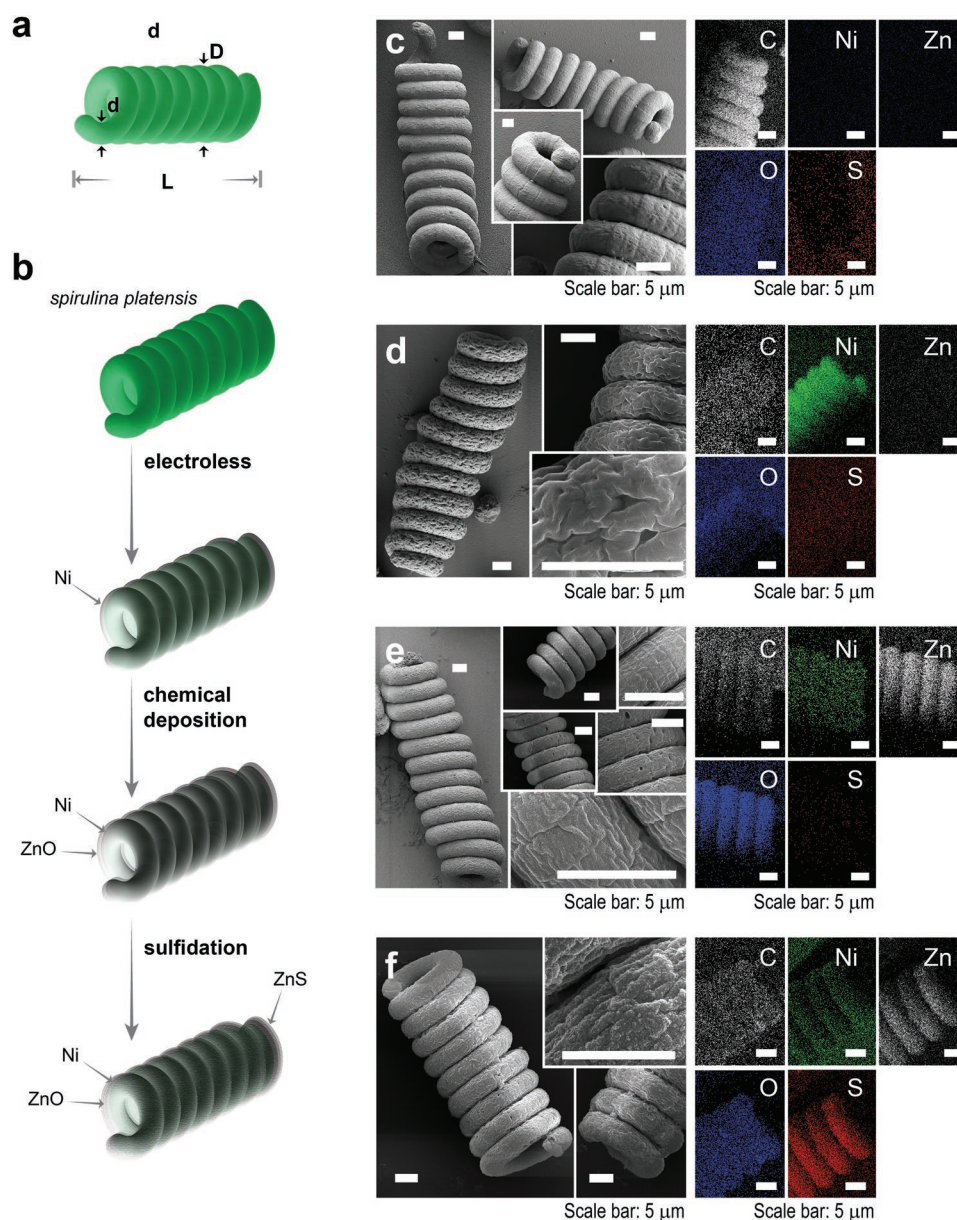 a
d
D
d
L
b
spirulina platensis
electroless
Ni
chemical
deposition
Ni
ZnO
sulfidation
ZnS
Ni
ZnO
c
C
Ni
Zn
O
S
Scale bar: 5 μm
Scale bar: 5 μm
d
C
Ni
Zn
O
S
Scale bar: 5 μm
Scale bar: 5 μm
e
C
Ni
Zn
O
S
Scale bar: 5 μm
Scale bar: 5 μm
f
C
Ni
Zn
O
S
Scale bar: 5 μm
Scale bar: 5 μm